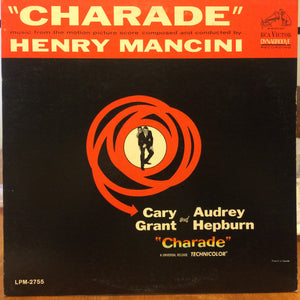 "CHARADE"
music from the motion picture score composed and conducted by
HENRY MANCINI
RCA VICTOR
DYNAGROOVE
Cary Grant and Audrey Hepburn
"Charade"
A UNIVERSAL RELEASE TECHNICOLOR®
LPM-2755